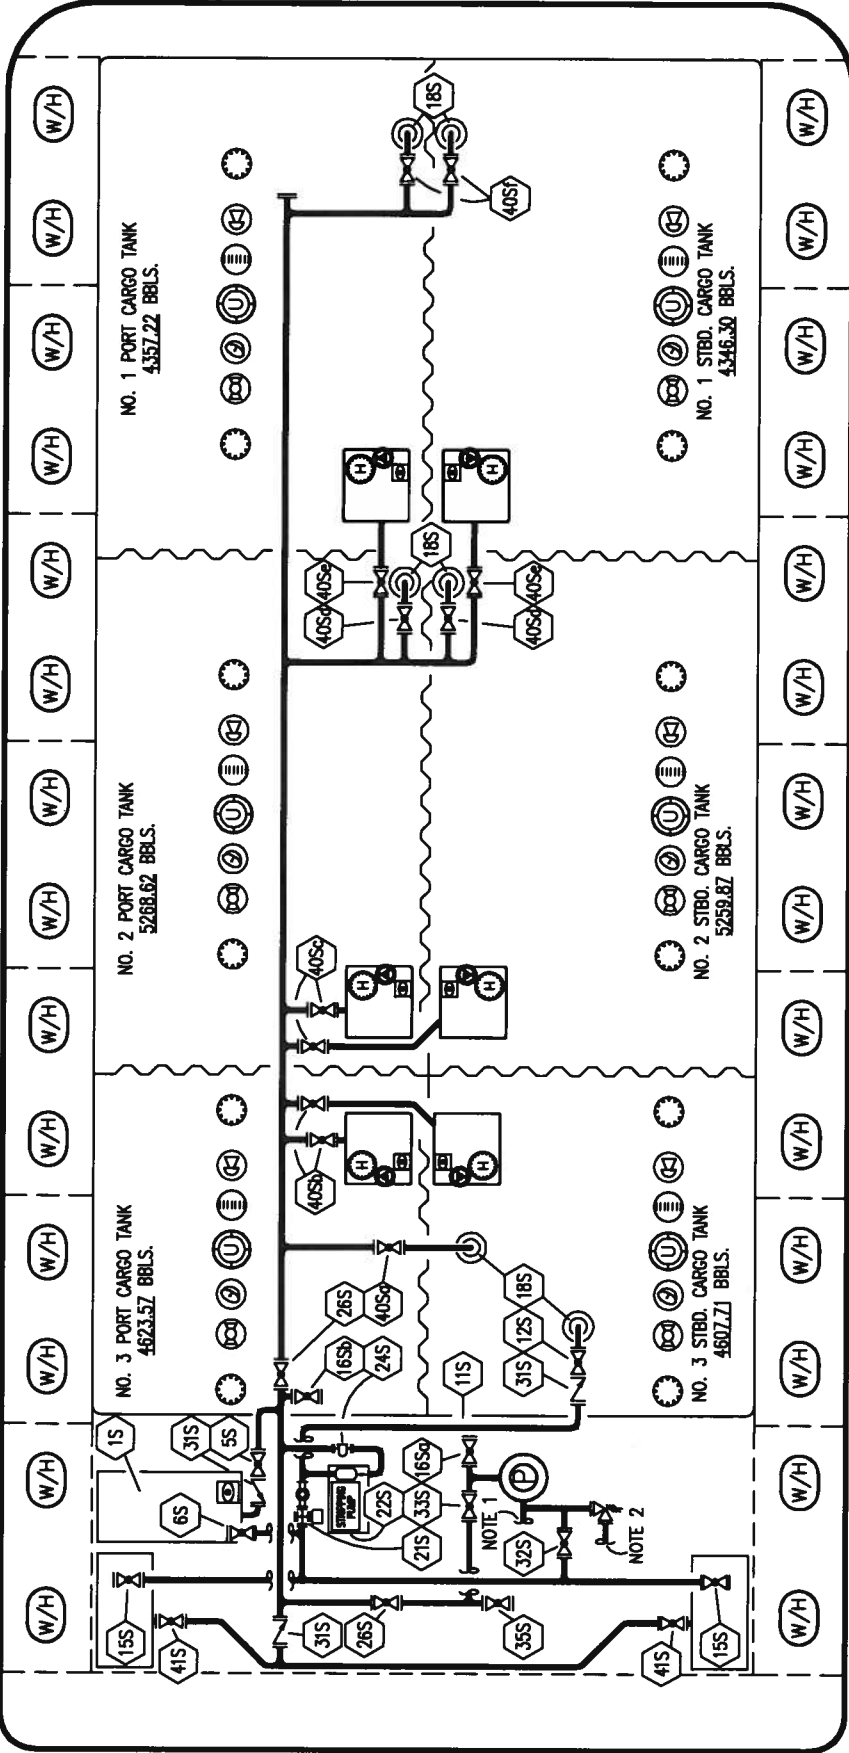 W/H
W/H
W/H
W/H
W/H
W/H
W/H
W/H
W/H
W/H
W/H
W/H
W/H
W/H
NO. 3 PORT CARGO TANK
4623.57 BBLS.
NO. 2 PORT CARGO TANK
5268.62 BBLS.
NO. 1 PORT CARGO TANK
4357.22 BBLS.
U
U
U
15S
41S
6S
1S
31S
5S
31S
26S
35S
STRIPPING
PUMP
21S
22S
33S
16Sa
24S
16Sb
26S
40Sa
11S
40Sb
40Sc
H
H
H
H
40Sd
40Se
18S
40Sd
40Se
H
H
18S
40Sf
NOTE 1
P
32S
NOTE 2
31S
12S
18S
15S
41S
U
U
U
NO. 3 STBD. CARGO TANK
4607.71 BBLS.
NO. 2 STBD. CARGO TANK
5259.87 BBLS.
NO. 1 STBD. CARGO TANK
4346.30 BBLS.
W/H
W/H
W/H
W/H
W/H
W/H
W/H
W/H
W/H
W/H
W/H
W/H
W/H
W/H